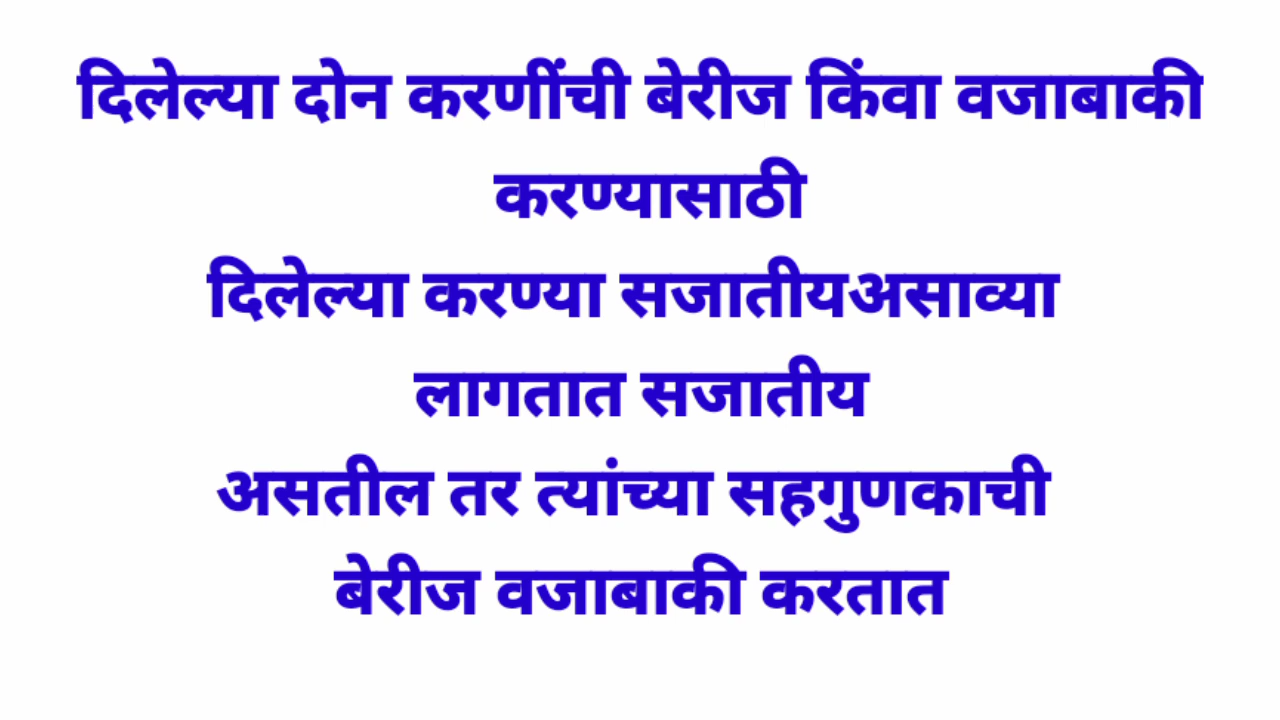 दिलेल्या दोन करणींची बेरीज किंवा वजाबाकी
करण्यासाठी
दिलेल्या करण्या सजातीयअसाव्या
लागतात सजातीय
असतील तर त्यांच्या सहगुणकाची
बेरीज वजाबाकी करतात